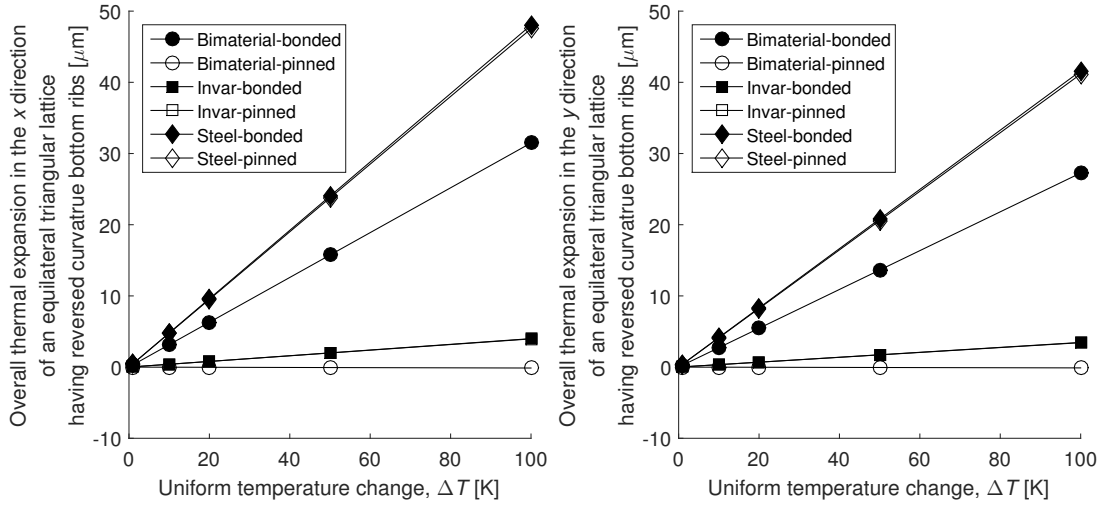 Overall thermal expansion in the x direction
of an equilateral triangular lattice
having reversed curvatrue bottom ribs [μm]
50
40
30
20
10
0
-10
Bimaterial-bonded
Bimaterial-pinned
Invar-bonded
Invar-pinned
Steel-bonded
Steel-pinned
0 20 40 60 80 100
Uniform temperature change, ΔT [K]
Overall thermal expansion in the y direction
of an equilateral triangular lattice
having reversed curvatrue bottom ribs [μm]
50
40
30
20
10
0
-10
Bimaterial-bonded
Bimaterial-pinned
Invar-bonded
Invar-pinned
Steel-bonded
Steel-pinned
0 20 40 60 80 100
Uniform temperature change, ΔT [K]